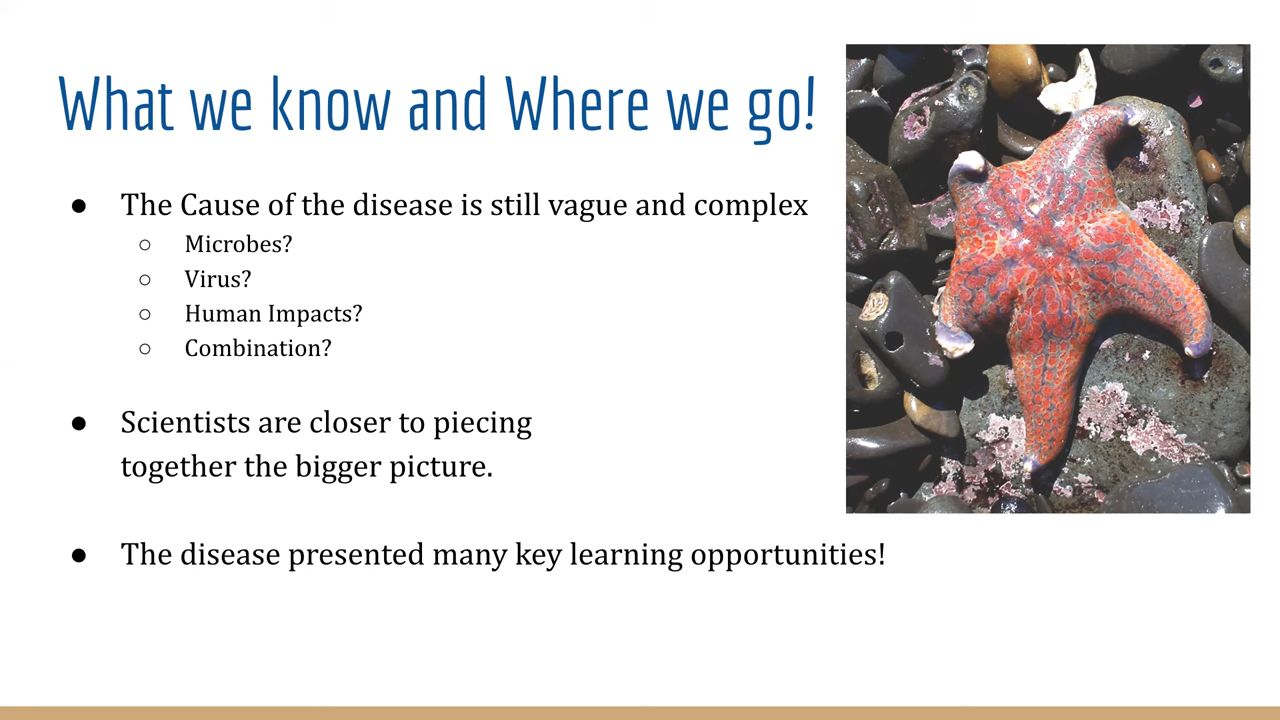 What we know and Where we go!
● The Cause of the disease is still vague and complex
○ Microbes?
○ Virus?
○ Human Impacts?
○ Combination?
● Scientists are closer to piecing
together the bigger picture.
● The disease presented many key learning opportunities!